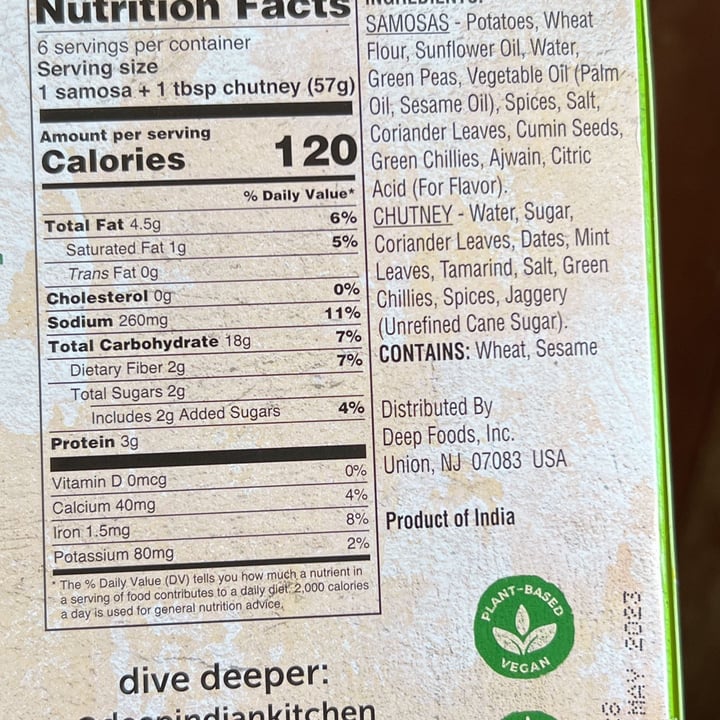 Nutrition Facts
6 servings per container
Serving size
1 samosa + 1 tbsp chutney (57g)
Amount per serving
Calories 120
% Daily Value*
Total Fat 4.5g 6%
Saturated Fat 1g 5%
Trans Fat 0g
Cholesterol 0g 0%
Sodium 260mg 11%
Total Carbohydrate 18g 7%
Dietary Fiber 2g 7%
Total Sugars 2g
Includes 2g Added Sugars 4%
Protein 3g
Vitamin D 0mcg 0%
Calcium 40mg 4%
Iron 1.5mg 8%
Potassium 80mg 2%
* The % Daily Value (DV) tells you how much a nutrient in
a serving of food contributes to a daily diet. 2,000 calories
a day is used for general nutrition advice.
INGREDIENTS:
SAMOSAS - Potatoes, Wheat
Flour, Sunflower Oil, Water,
Green Peas, Vegetable Oil (Palm
Oil, Sesame Oil), Spices, Salt,
Coriander Leaves, Cumin Seeds,
Green Chillies, Ajwain, Citric
Acid (For Flavor).
CHUTNEY - Water, Sugar,
Coriander Leaves, Dates, Mint
Leaves, Tamarind, Salt, Green
Chillies, Spices, Jaggery
(Unrefined Cane Sugar).
CONTAINS: Wheat, Sesame
Distributed By
Deep Foods, Inc.
Union, NJ 07083 USA
Product of India
PLANT-BASED
VEGAN
MAY 2023
dive deeper:
@deepindiankitchen